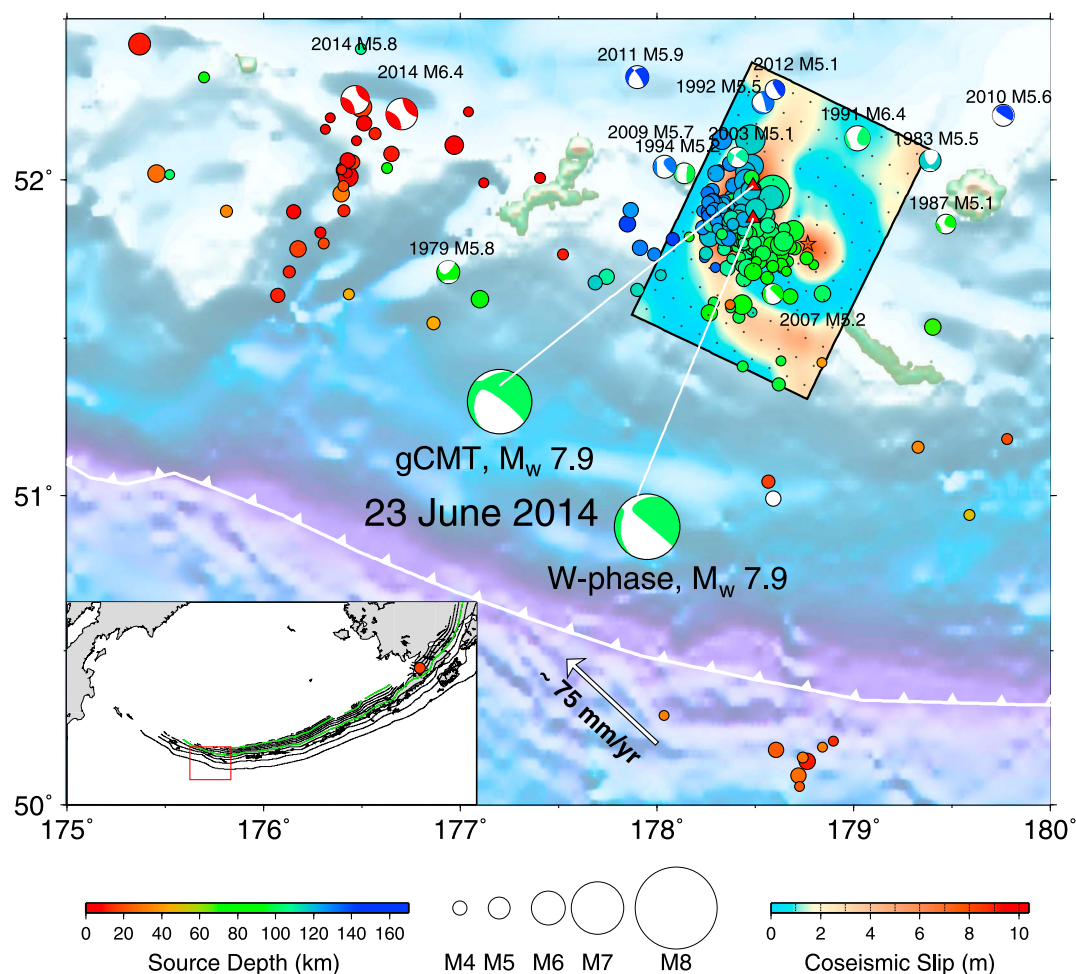 2014 M5.8
2014 M6.4
2011 M5.9
2012 M5.1
1992 M5.5
1991 M6.4
2010 M5.6
2009 M5.7
2003 M5.1
1994 M5.2
1983 M5.5
1987 M5.1
1979 M5.8
2007 M5.2
52°
51°
50°
gCMT, Mw 7.9
23 June 2014
W-phase, Mw 7.9
~ 75 mm/yr
175° 176° 177° 178° 179° 180°
0 20 40 60 80 100 120 140 160
Source Depth (km)
M4 M5 M6 M7 M8
0 2 4 6 8 10
Coseismic Slip (m)